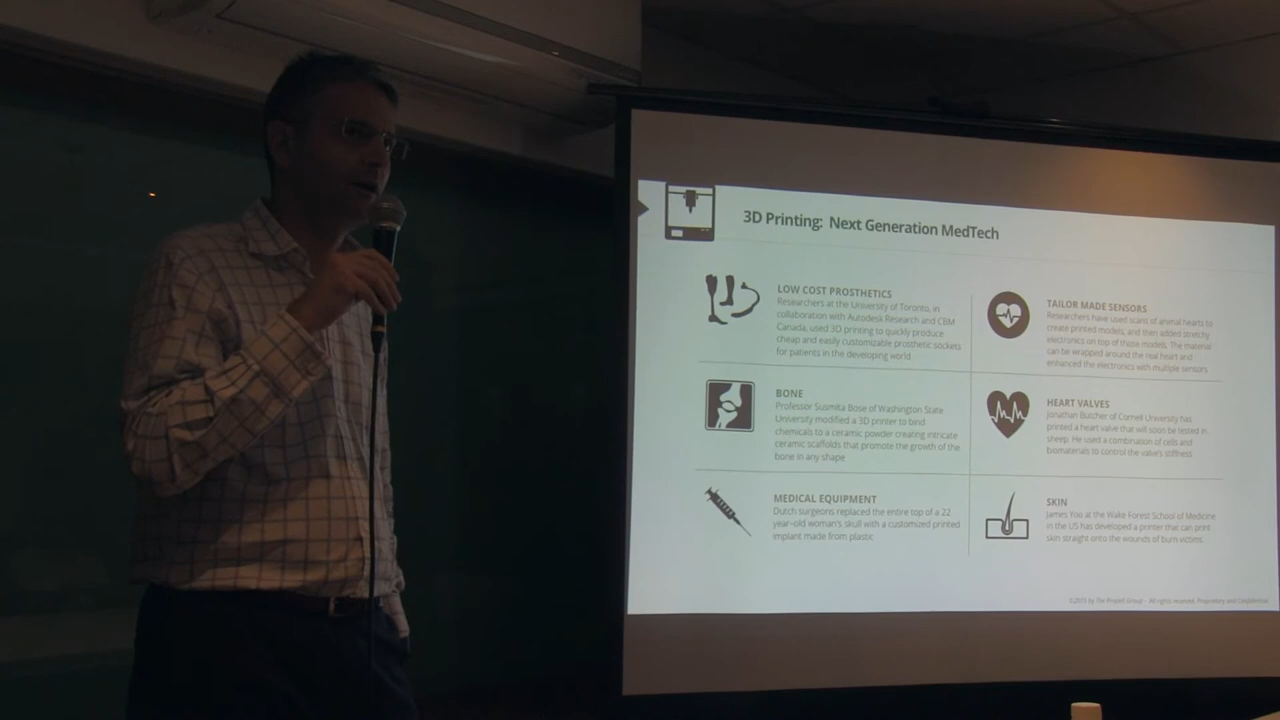 3D Printing: Next Generation MedTech
LOW COST PROSTHETICS
Researchers at the University of Toronto, in
collaboration with Autodesk Research and CBM
Canada, used 3D printing to quickly produce
cheap and easily customizable prosthetic sockets
for patients in the developing world
TAILOR MADE SENSORS
Researchers have used scans of animal hearts to
create printed models, and then added stretchy
electronics on top of those models. The material
can be wrapped around the real heart and
enhanced the electronics with multiple sensors
BONE
Professor Susmita Bose of Washington State
University modified a 3D printer to bind
chemicals to a ceramic powder creating intricate
ceramic scaffolds that promote the growth of the
bone in any shape
HEART VALVES
Jonathan Butcher of Cornell University has
printed a heart valve that will soon be tested in
sheep. He used a combination of cells and
biomaterials to control the valve's stiffness
MEDICAL EQUIPMENT
Dutch surgeons replaced the entire top of a 22
year-old woman's skull with a customized printed
implant made from plastic
SKIN
James Yoo at the Wake Forest School of Medicine
in the US has developed a printer that can print
skin straight onto the wounds of burn victims.
by The Group - All rights reserved. Proprietary and Confidential